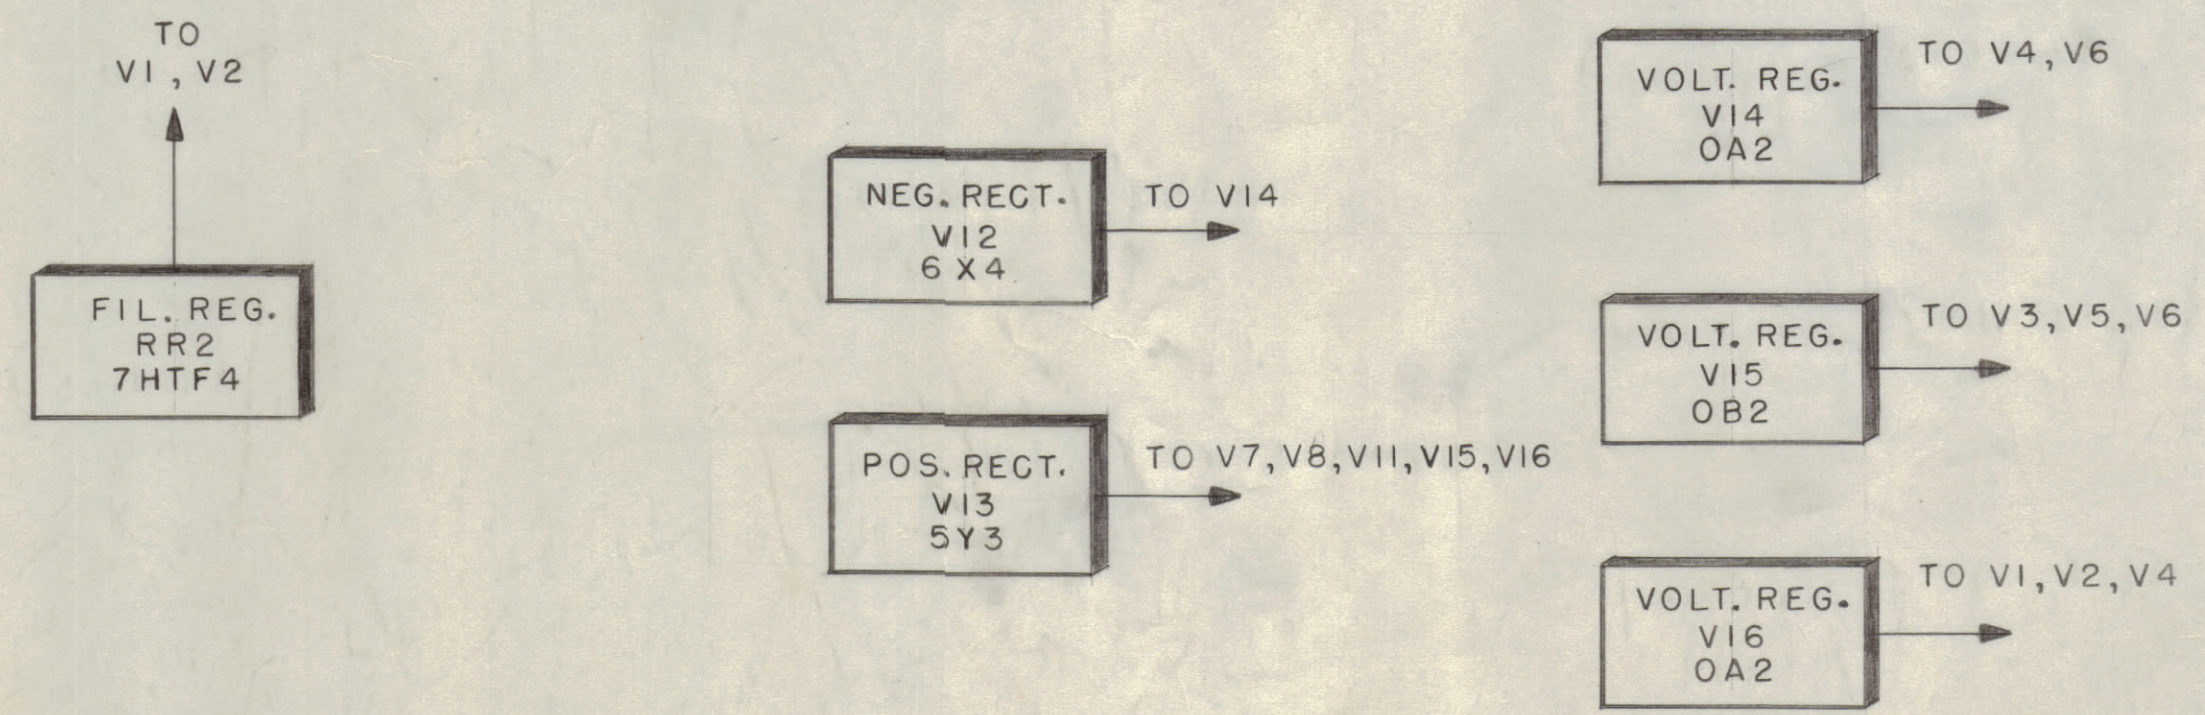 TO
V1, V2
FIL. REG.
RR2
7HTF4
NEG. RECT.
V12
6X4
TO V14
POS. RECT.
V13
5Y3
TO V7, V8, V11, V15, V16
VOLT. REG.
V14
OA2
TO V4, V6
VOLT. REG.
V15
OB2
TO V3, V5, V6
VOLT. REG.
V16
OA2
TO V1, V2, V4